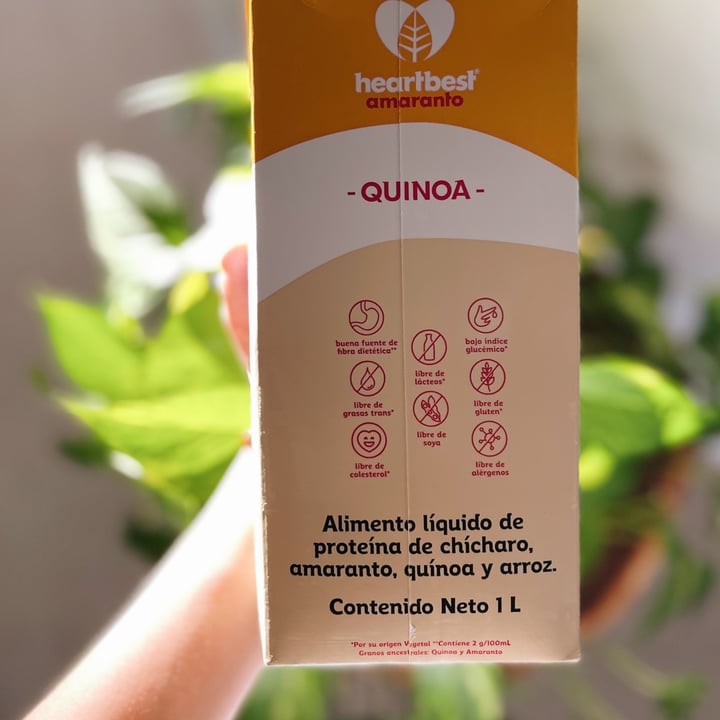 heartbest®
amaranto
- QUINOA -
buena fuente de
fibra dietética**
libre de
grasas trans*
libre de
colesterol*
libre de
lácteos*
libre de
soya
bajo índice
glucémico*
libre de
gluten*
libre de
alérgenos
Alimento líquido de
proteína de chícharo,
amaranto, quínoa y arroz.
Contenido Neto 1 L
*Por su origen Vegetal **Contiene 2 g/100mL
Granos ancestrales: Quinoa y Amaranto